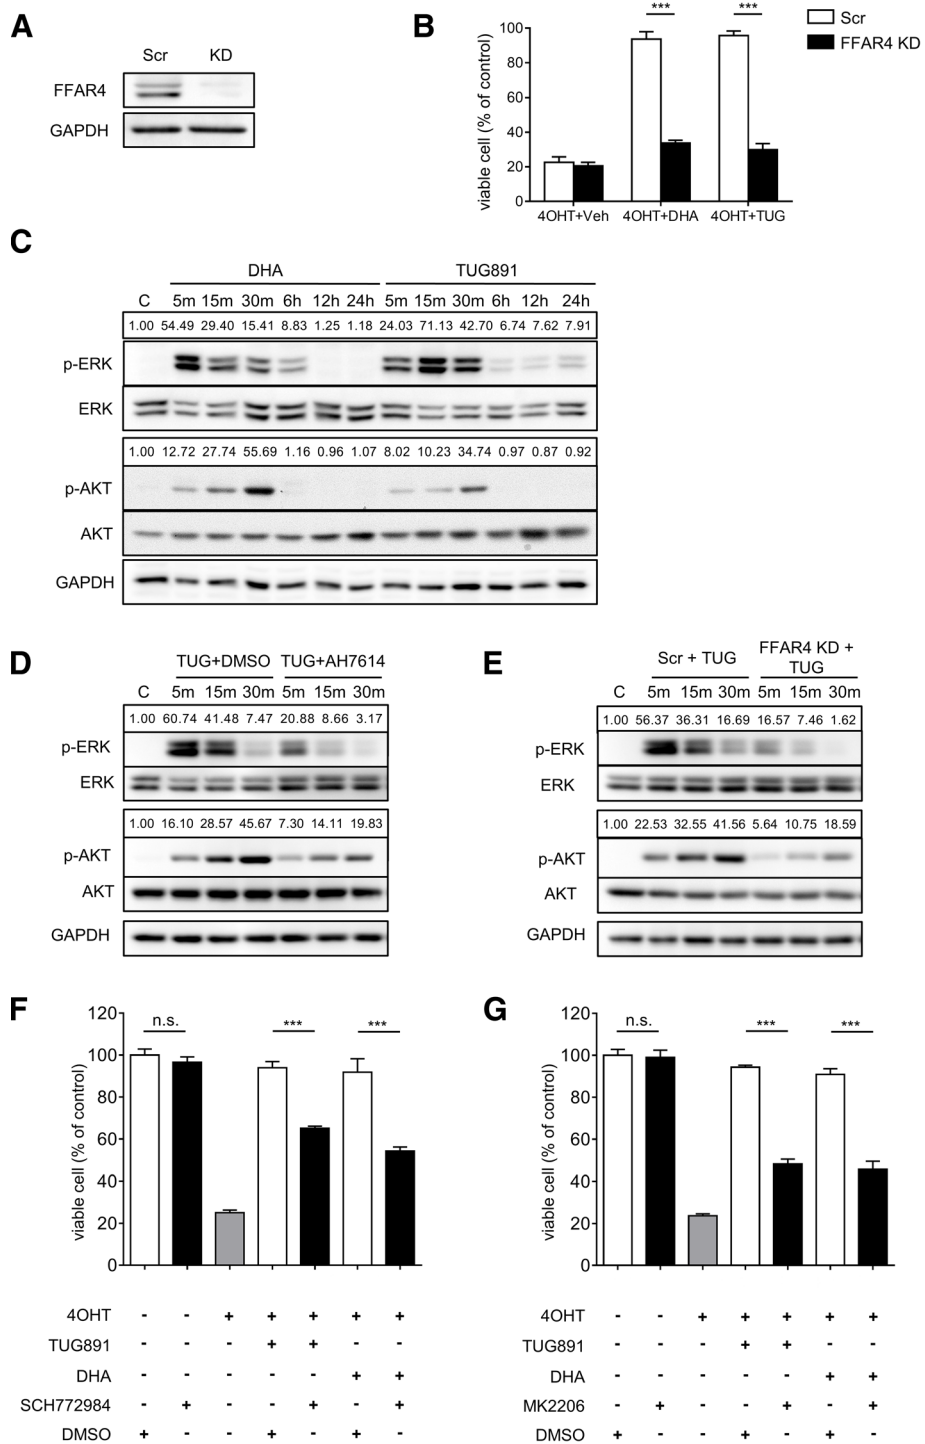 A
Scr KD
FFAR4
GAPDH
B
*** ***
Scr
FFAR4 KD
viable cell (% of control)
100
80
60
40
20
0
4OHT+Veh 4OHT+DHA 4OHT+TUG
C
DHA TUG891
C 5m 15m 30m 6h 12h 24h 5m 15m 30m 6h 12h 24h
1.00 54.49 29.40 15.41 8.83 1.25 1.18 24.03 71.13 42.70 6.74 7.62 7.91
p-ERK
ERK
1.00 12.72 27.74 55.69 1.16 0.96 1.07 8.02 10.23 34.74 0.97 0.87 0.92
p-AKT
AKT
GAPDH
D
TUG+DMSO TUG+AH7614
C 5m 15m 30m 5m 15m 30m
1.00 60.74 41.48 7.47 20.88 8.66 3.17
p-ERK
ERK
1.00 16.10 28.57 45.67 7.30 14.11 19.83
p-AKT
AKT
GAPDH
E
Scr + TUG
FFAR4 KD +
TUG
C 5m 15m 30m 5m 15m 30m
1.00 56.37 36.31 16.69 16.57 7.46 1.62
p-ERK
ERK
1.00 22.53 32.55 41.56 5.64 10.75 18.59
p-AKT
AKT
GAPDH
F
n.s. *** ***
viable cell (% of control)
120
100
80
60
40
20
0
4OHT - - + + + + +
TUG891 - - - + + - -
DHA - - - - - + +
SCH772984 - + - - + - +
DMSO + - - + - + -
G
n.s. *** ***
viable cell (% of control)
120
100
80
60
40
20
0
4OHT - - + + + + +
TUG891 - - - + + - -
DHA - - - - - + +
MK2206 - + - - + - +
DMSO + - - + - + -